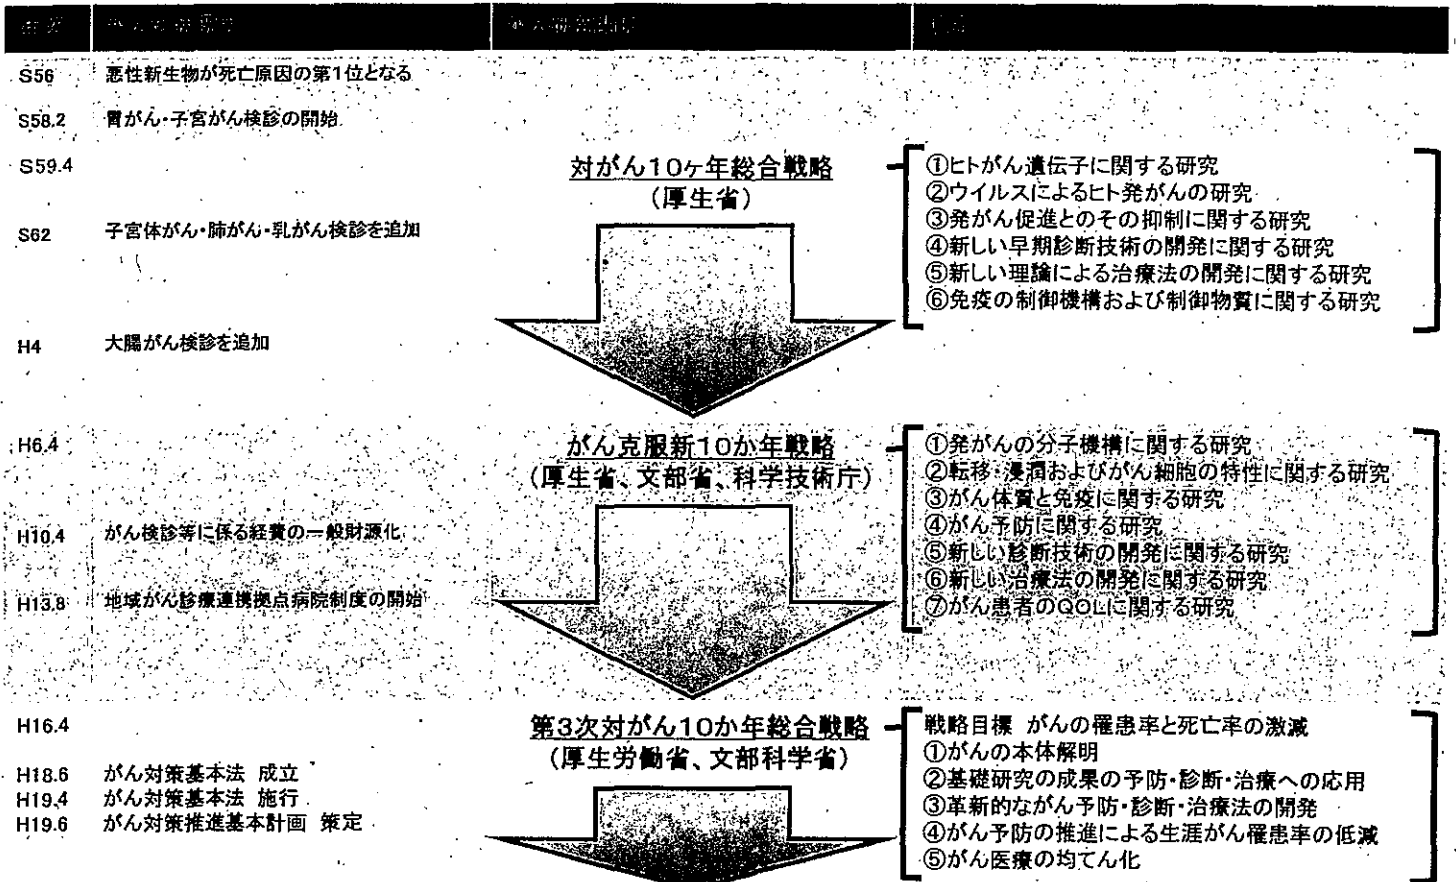 S56 悪性新生物が死亡原因の第1位となる
S58.2 胃がん・子宮がん検診の開始
S59.4
対がん10ヶ年総合戦略
(厚生省)
①ヒトがん遺伝子に関する研究
②ウイルスによるヒト発がんの研究
③発がん促進とのその抑制に関する研究
④新しい早期診断技術の開発に関する研究
⑤新しい理論による治療法の開発に関する研究
⑥免疫の制御機構および制御物質に関する研究
S62 子宮体がん・肺がん・乳がん検診を追加
H4 大腸がん検診を追加
H6.4
がん克服新10か年戦略
(厚生省、文部省、科学技術庁)
①発がんの分子機構に関する研究
②転移・浸潤およびがん細胞の特性に関する研究
③がん体質と免疫に関する研究
④がん予防に関する研究
⑤新しい診断技術の開発に関する研究
⑥新しい治療法の開発に関する研究
⑦がん患者のQOLに関する研究
H10.4 がん検診等に係る経費の一般財源化
H13.8 地域がん診療連携拠点病院制度の開始
H16.4
第3次対がん10か年総合戦略
(厚生労働省、文部科学省)
戦略目標 がんの罹患率と死亡率の激減
①がんの本体解明
②基礎研究の成果の予防・診断・治療への応用
③革新的ながん予防・診断・治療法の開発
④がん予防の推進による生涯がん罹患率の低減
⑤がん医療の均てん化
H18.6 がん対策基本法 成立
H19.4 がん対策基本法 施行
H19.6 がん対策推進基本計画 策定